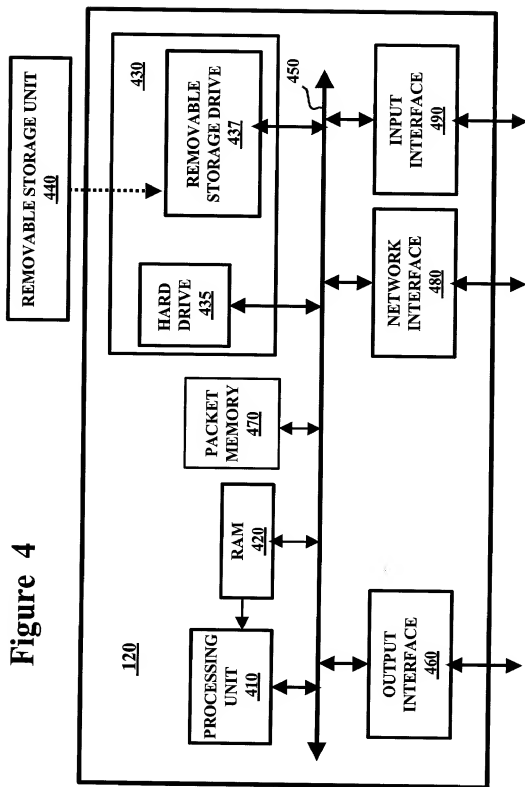 Figure 4
REMOVABLE STORAGE UNIT
440
120
430
PROCESSING
UNIT
410
RAM
420
PACKET
MEMORY
470
HARD
DRIVE
435
REMOVABLE
STORAGE DRIVE
437
450
OUTPUT
INTERFACE
460
NETWORK
INTERFACE
480
INPUT
INTERFACE
490